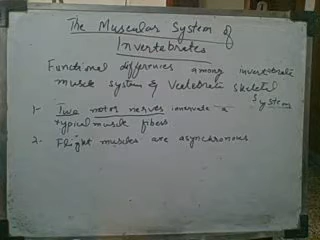 The Muscular System of
Invertebrates
Functional differences among invertebrate
muscle system & Vertebrate skeletal
System
1- Two motor nerves innervate a
typical muscle fibers
2. Flight muscles are asynchronous